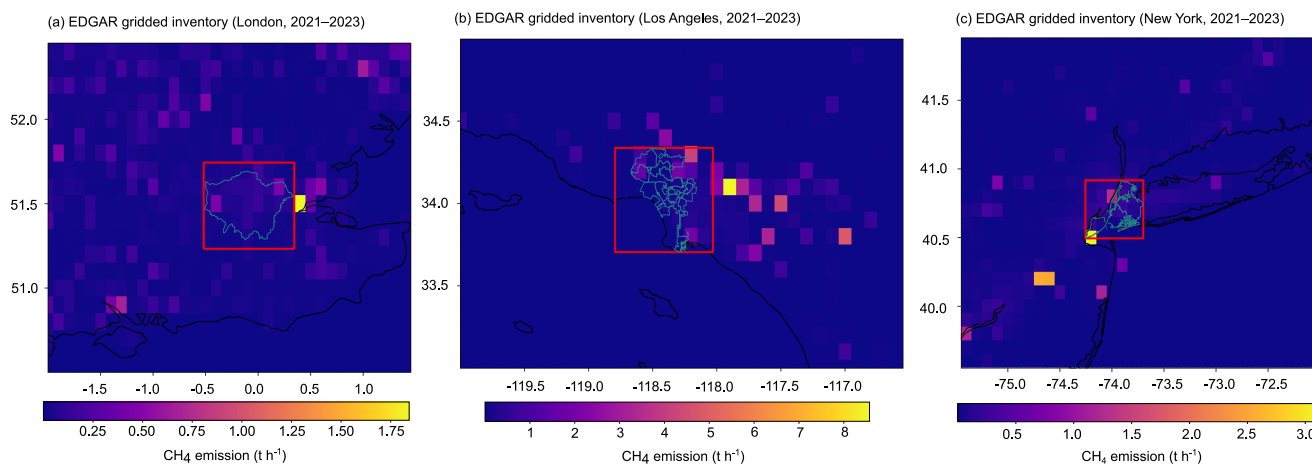 (a) EDGAR gridded inventory (London, 2021–2023)
52.0
51.5
51.0
-1.5 -1.0 -0.5 0.0 0.5 1.0
0.25 0.50 0.75 1.00 1.25 1.50 1.75
CH4 emission (t h-1)
(b) EDGAR gridded inventory (Los Angeles, 2021–2023)
34.5
34.0
33.5
-119.5 -119.0 -118.5 -118.0 -117.5 -117.0
1 2 3 4 5 6 7 8
CH4 emission (t h-1)
(c) EDGAR gridded inventory (New York, 2021–2023)
41.5
41.0
40.5
40.0
-75.0 -74.5 -74.0 -73.5 -73.0 -72.5
0.5 1.0 1.5 2.0 2.5 3.0
CH₄ emission (t h-1)